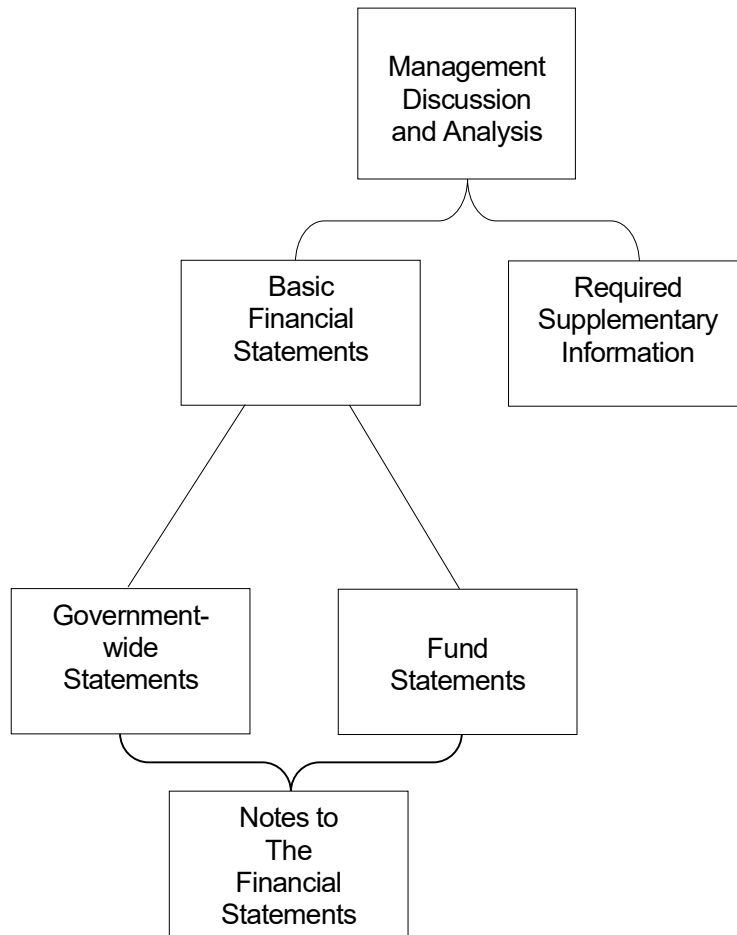 Management
Discussion
and Analysis
Basic
Financial
Statements
Required
Supplementary
Information
Government-
wide
Statements
Fund
Statements
Notes to
The
Financial
Statements